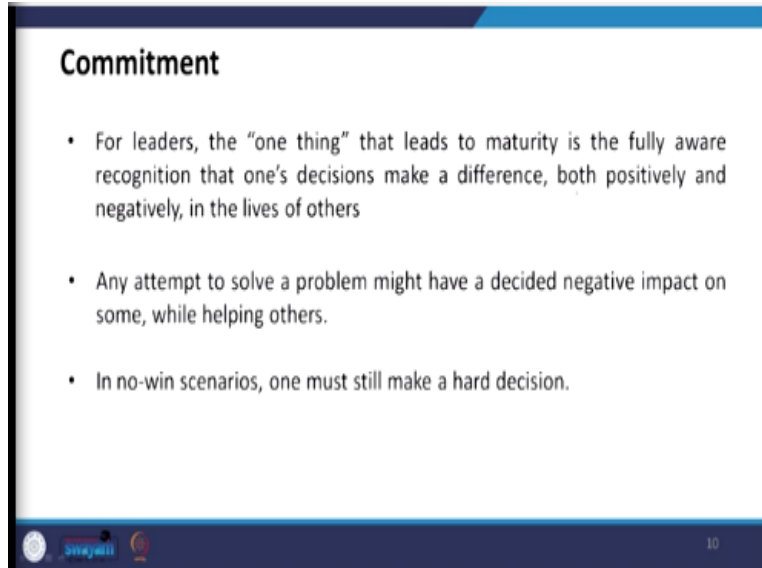 Commitment
• For leaders, the “one thing” that leads to maturity is the fully aware
recognition that one’s decisions make a difference, both positively and
negatively, in the lives of others
• Any attempt to solve a problem might have a decided negative impact on
some, while helping others.
• In no-win scenarios, one must still make a hard decision.
swayam
10